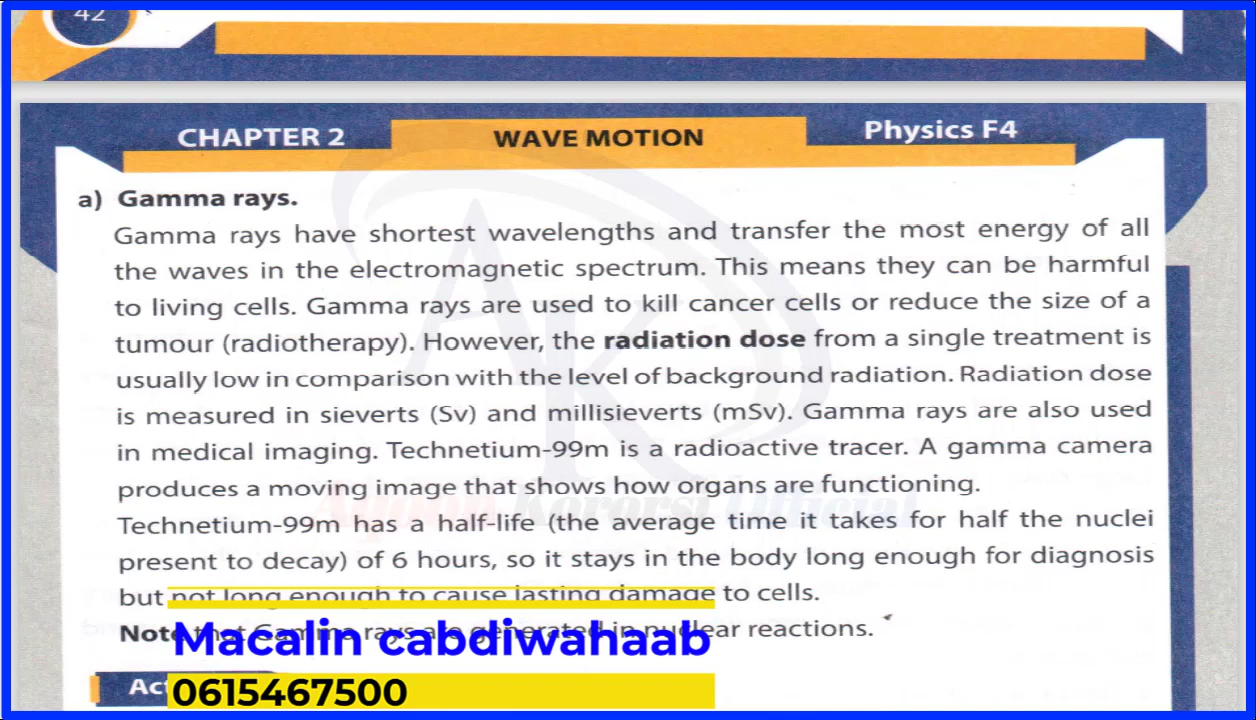 42
CHAPTER 2
WAVE MOTION
Physics F4
a) Gamma rays.
Gamma rays have shortest wavelengths and transfer the most energy of all
the waves in the electromagnetic spectrum. This means they can be harmful
to living cells. Gamma rays are used to kill cancer cells or reduce the size of a
tumour (radiotherapy). However, the radiation dose from a single treatment is
usually low in comparison with the level of background radiation. Radiation dose
is measured in sieverts (Sv) and millisieverts (mSv). Gamma rays are also used
in medical imaging. Technetium-99m is a radioactive tracer. A gamma camera
produces a moving image that shows how organs are functioning.
Technetium-99m has a half-life (the average time it takes for half the nuclei
present to decay) of 6 hours, so it stays in the body long enough for diagnosis
but not long enough to cause lasting damage to cells.
Note that Gamma rays are generated in nuclear reactions.
Macalin cabdiwahaab
0615467500